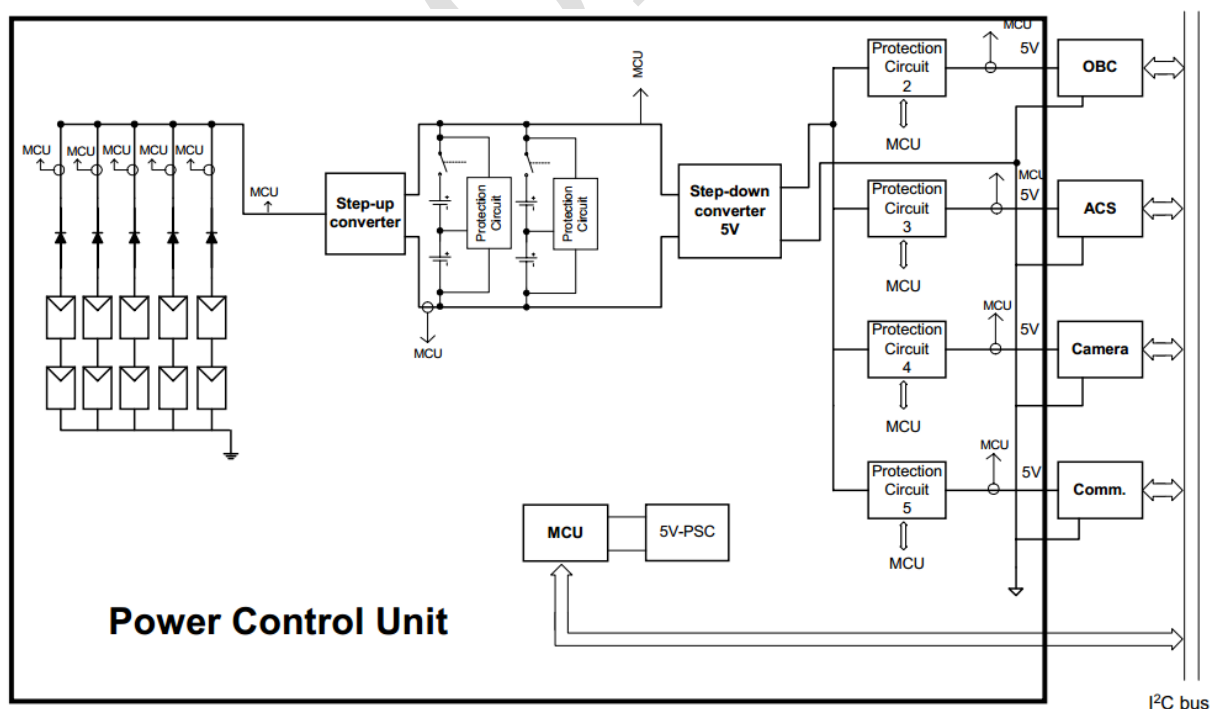 MCU
5V
Protection
Circuit
2
OBC
MCU
MCU
MCU
MCU
MCU
MCU
MCU
MCU
MCU
Step-up
converter
Protection
Circuit
Protection
Circuit
Step-down
converter
5V
MCU
5V
Protection
Circuit
3
ACS
MCU
MCU
MCU
5V
Protection
Circuit
4
Camera
MCU
MCU
5V
Protection
Circuit
5
Comm.
MCU
MCU
5V-PSC
Power Control Unit
I²C bus